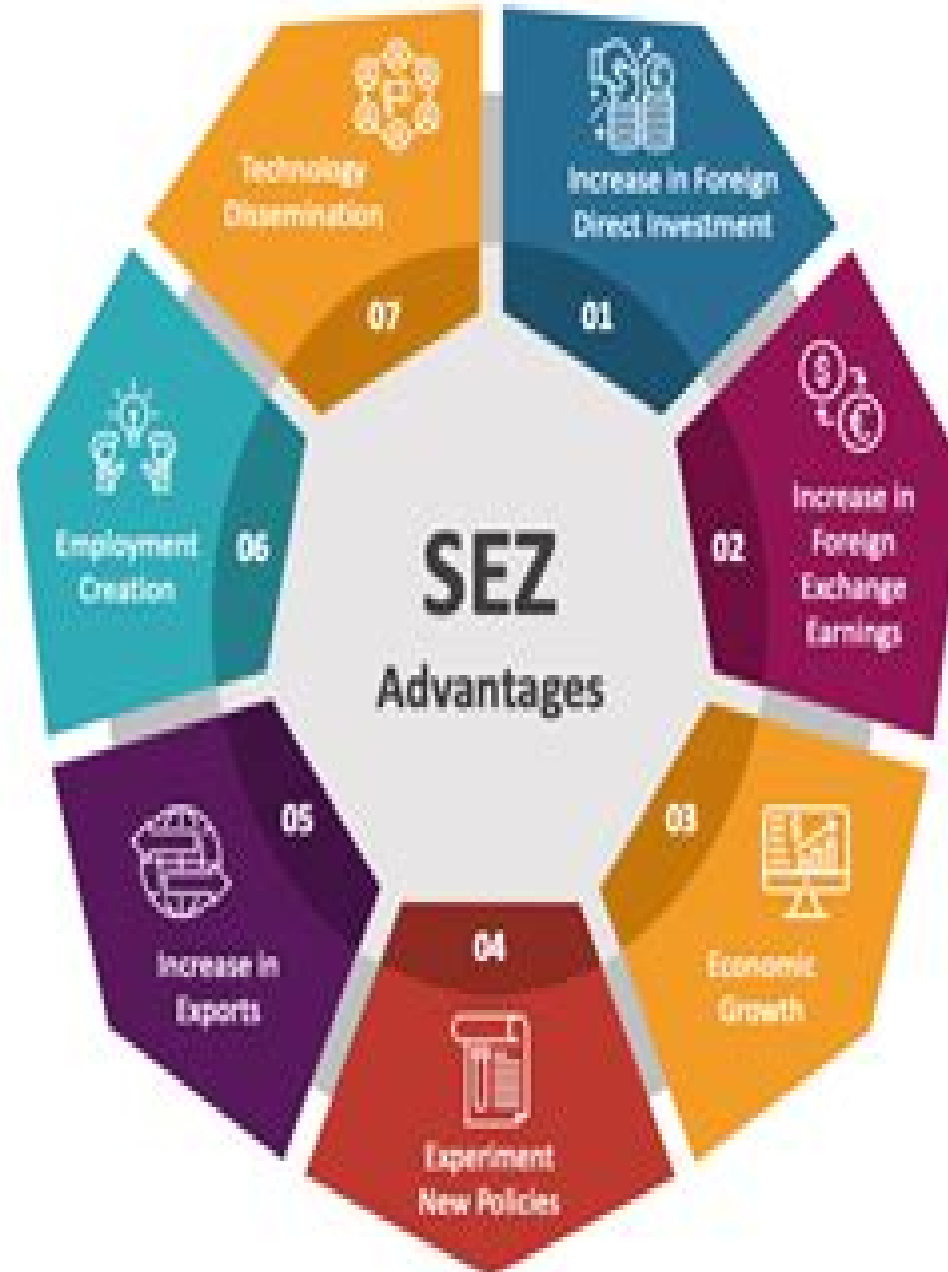 SEZ
Advantages
Increase in Foreign
Direct Investment
01
Increase in
Foreign
Exchange
Earnings
02
03
Economic
Growth
04
Experiment
New Policies
05
Increase in
Exports
Employment
Creation
06
Technology
Dissemination
07